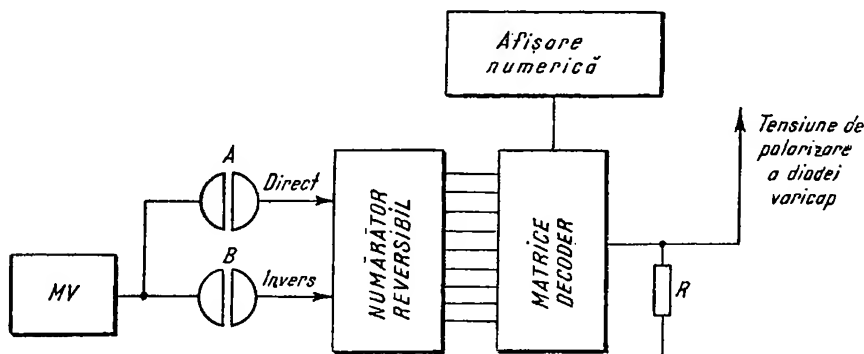 Afișare
numerică
Tensiune de
polarizare
a diodei
varicap
A
Direct
B
Invers
MV
NUMĂRĂTOR
REVERSIBIL
MATRICE
DECODER
R